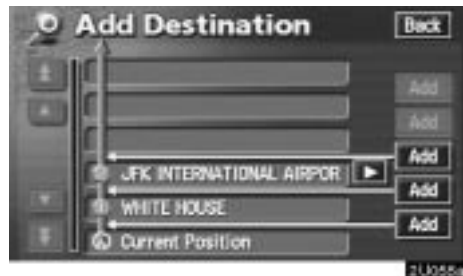 Add Destination Back
Add
Add
Add
JFK INTERNATIONAL AIRPOR
Add
WHITE HOUSE
Add
Current Position